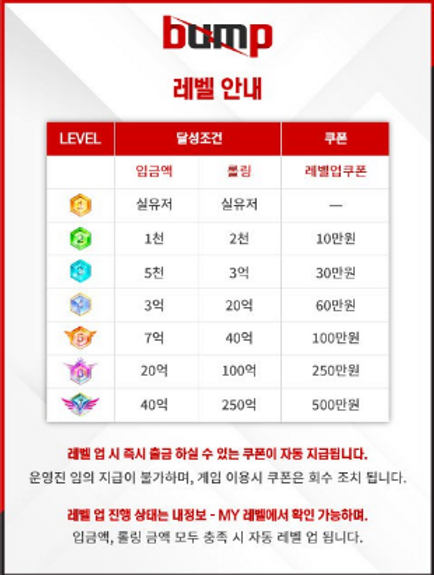 bump
레벨 안내
LEVEL 달성조건 쿠폰
입금액 롤링 레벨업쿠폰
1 실유저 실유저 —
2 1천 2천 10만원
3 5천 3억 30만원
3억 20억 60만원
5 7억 40억 100만원
6 20억 100억 250만원
7 40억 250억 500만원
레벨 업 시 즉시 출금 하실 수 있는 쿠폰이 자동 지급됩니다.
운영진 임의 지급이 불가하며, 게임 이용시 쿠폰은 회수 조치 됩니다.
레벨 업 진행 상태는 내정보 - MY 레벨에서 확인 가능하며.
입금액, 롤링 금액 모두 충족 시 자동 레벨 업 됩니다.